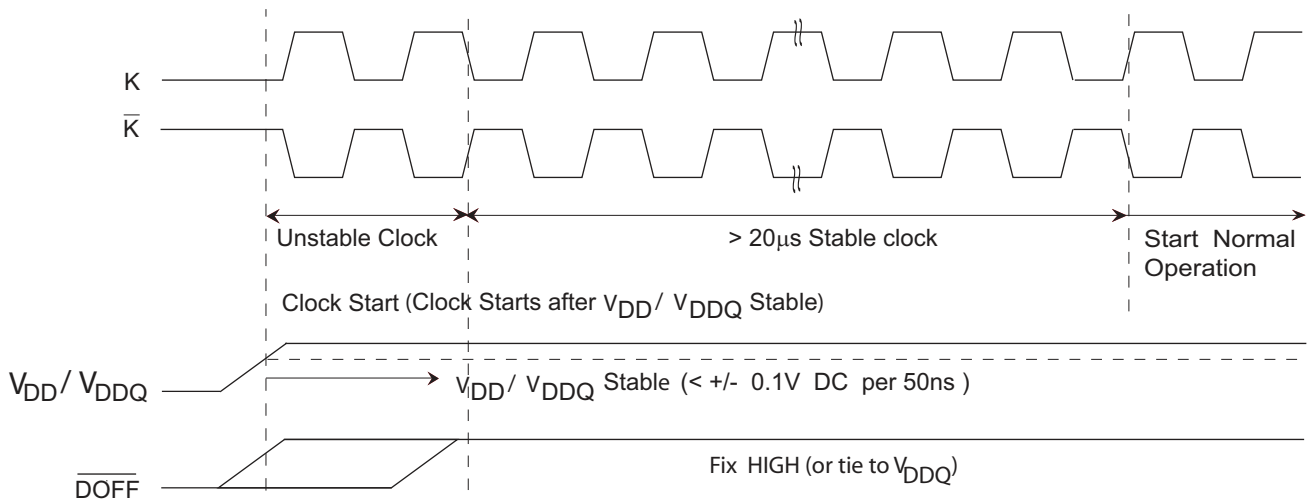 K
K
Unstable Clock
> 20μs Stable clock
Start Normal
Operation
Clock Start (Clock Starts after VDD/ VDDQ Stable)
VDD/ VDDQ
VDD/ VDDQ Stable (< +/- 0.1V DC per 50ns )
DOFF
Fix HIGH (or tie to VDDQ)